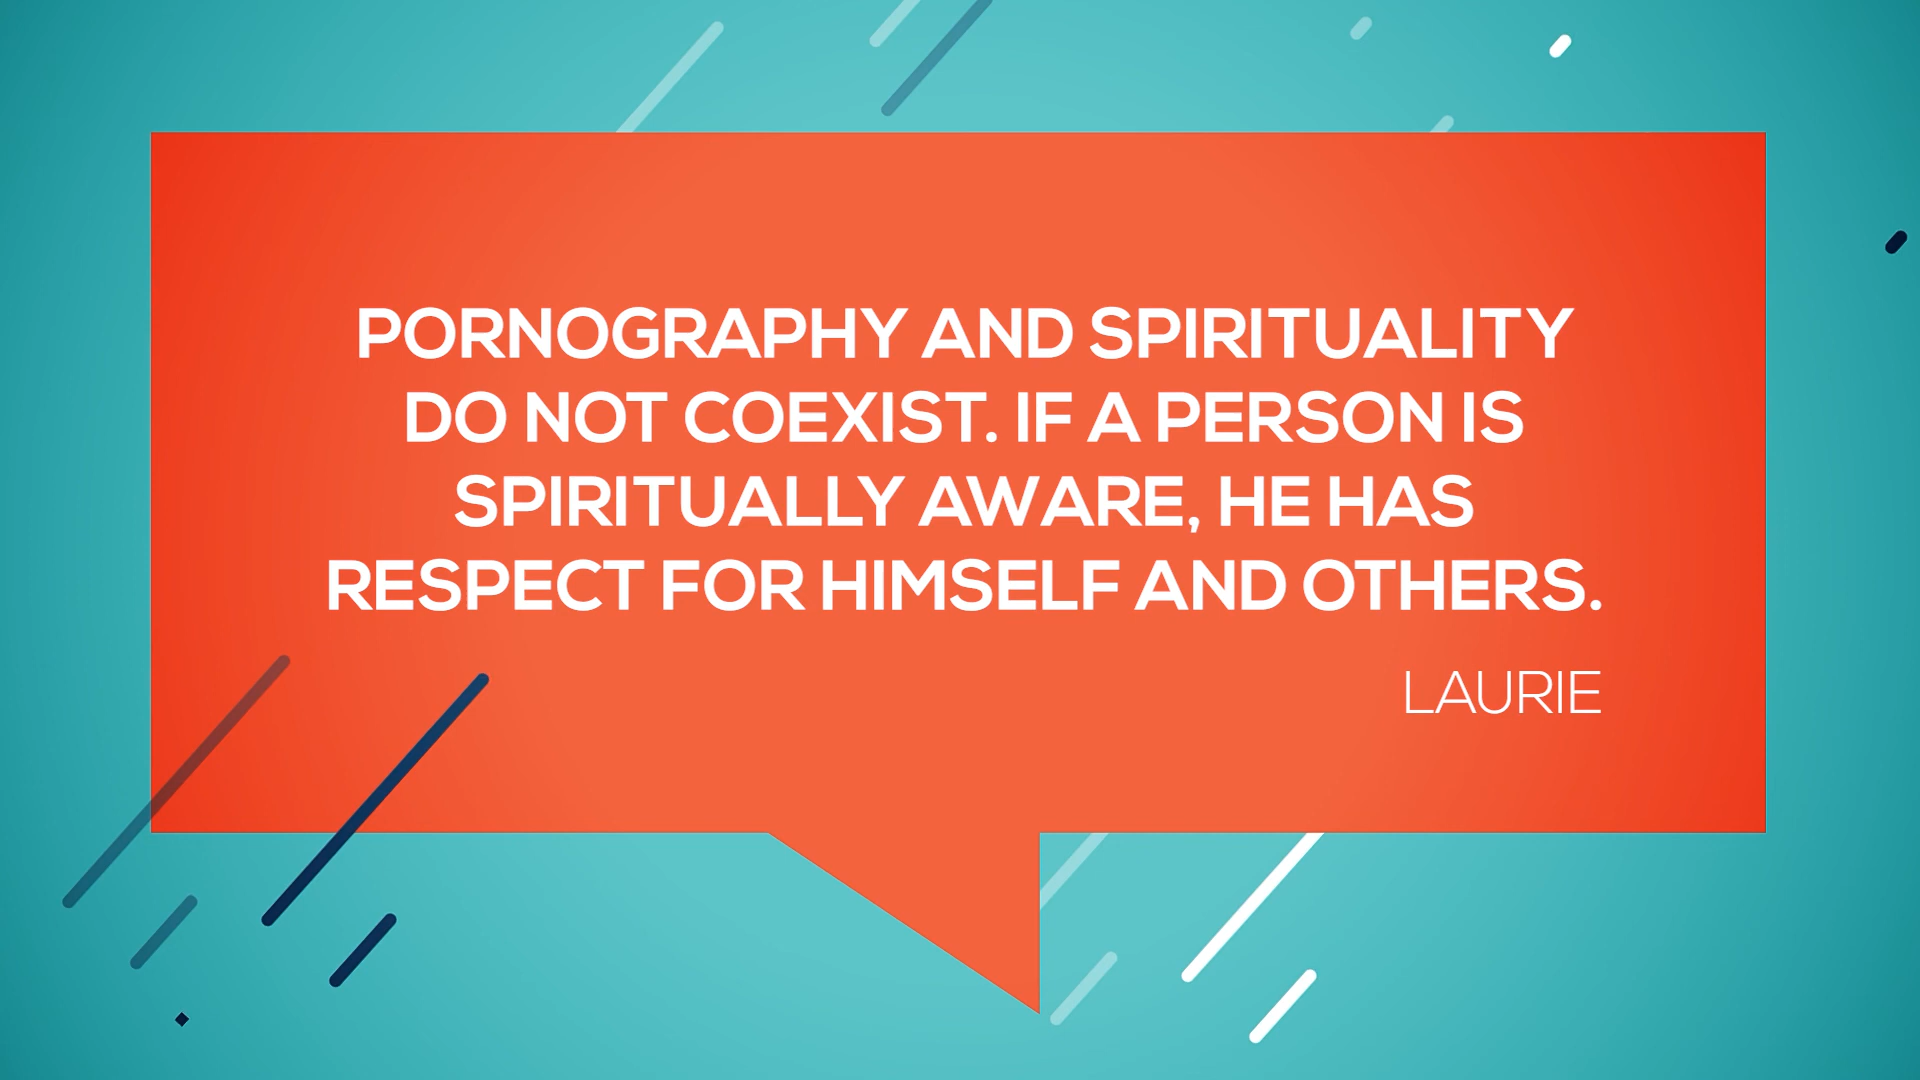 PORNOGRAPHY AND SPIRITUALITY
DO NOT COEXIST. IF A PERSON IS
SPIRITUALLY AWARE, HE HAS
RESPECT FOR HIMSELF AND OTHERS.
LAURIE